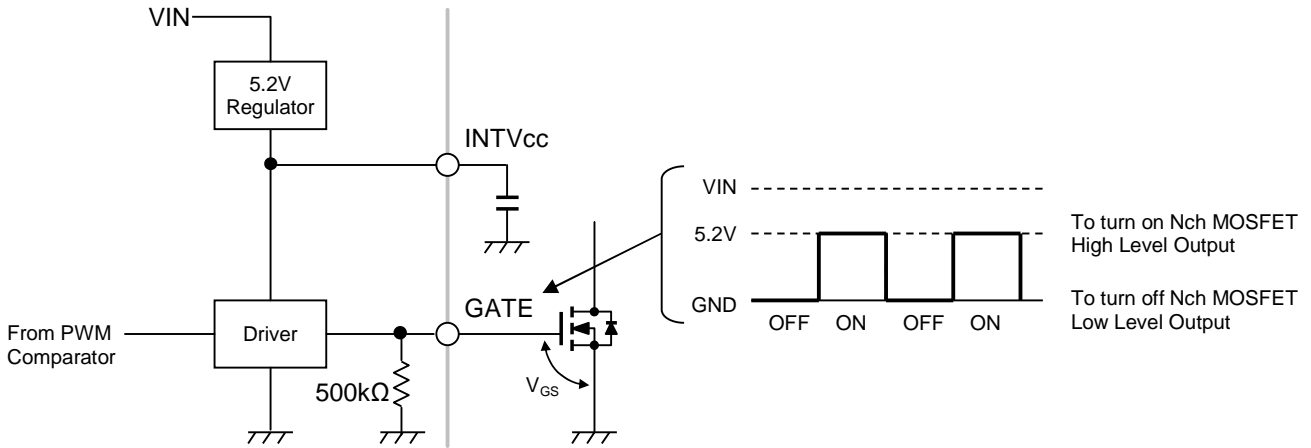 VIN
5.2V
Regulator
INTVcc
VIN
5.2V
To turn on Nch MOSFET
High Level Output
GATE
GND
To turn off Nch MOSFET
Low Level Output
OFF ON OFF ON
From PWM
Comparator
Driver
500kΩ
VGS